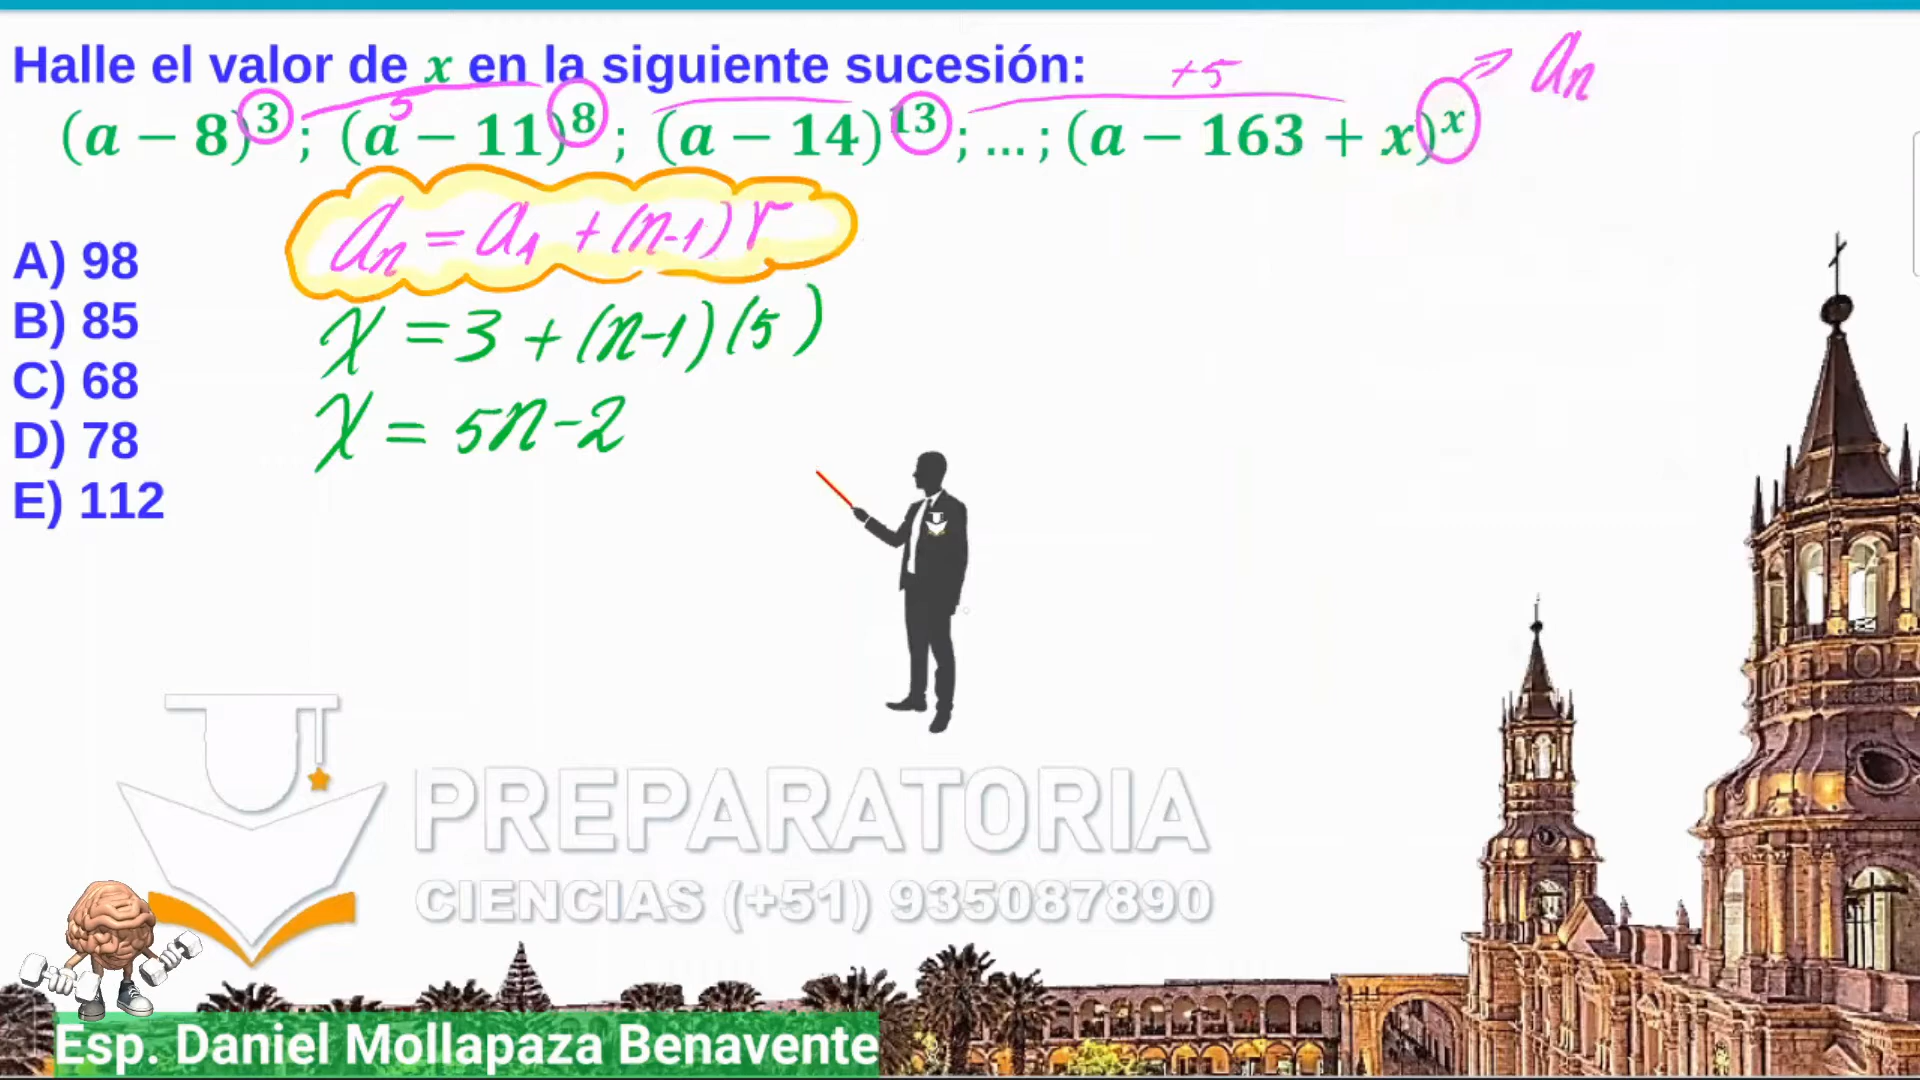 Halle el valor de x en la siguiente sucesión:
+5
aₙ
5
(a − 8)³ ; (a − 11)⁸ ; (a − 14)¹³ ; … ; (a − 163 + x)ˣ
aₙ = a₁ + (n-1) r
A) 98
x = 3 + (n-1) (5)
B) 85
C) 68
x = 5n - 2
D) 78
E) 112
PREPARATORIA
CIENCIAS (+51) 935087890
Esp. Daniel Mollapaza Benavente